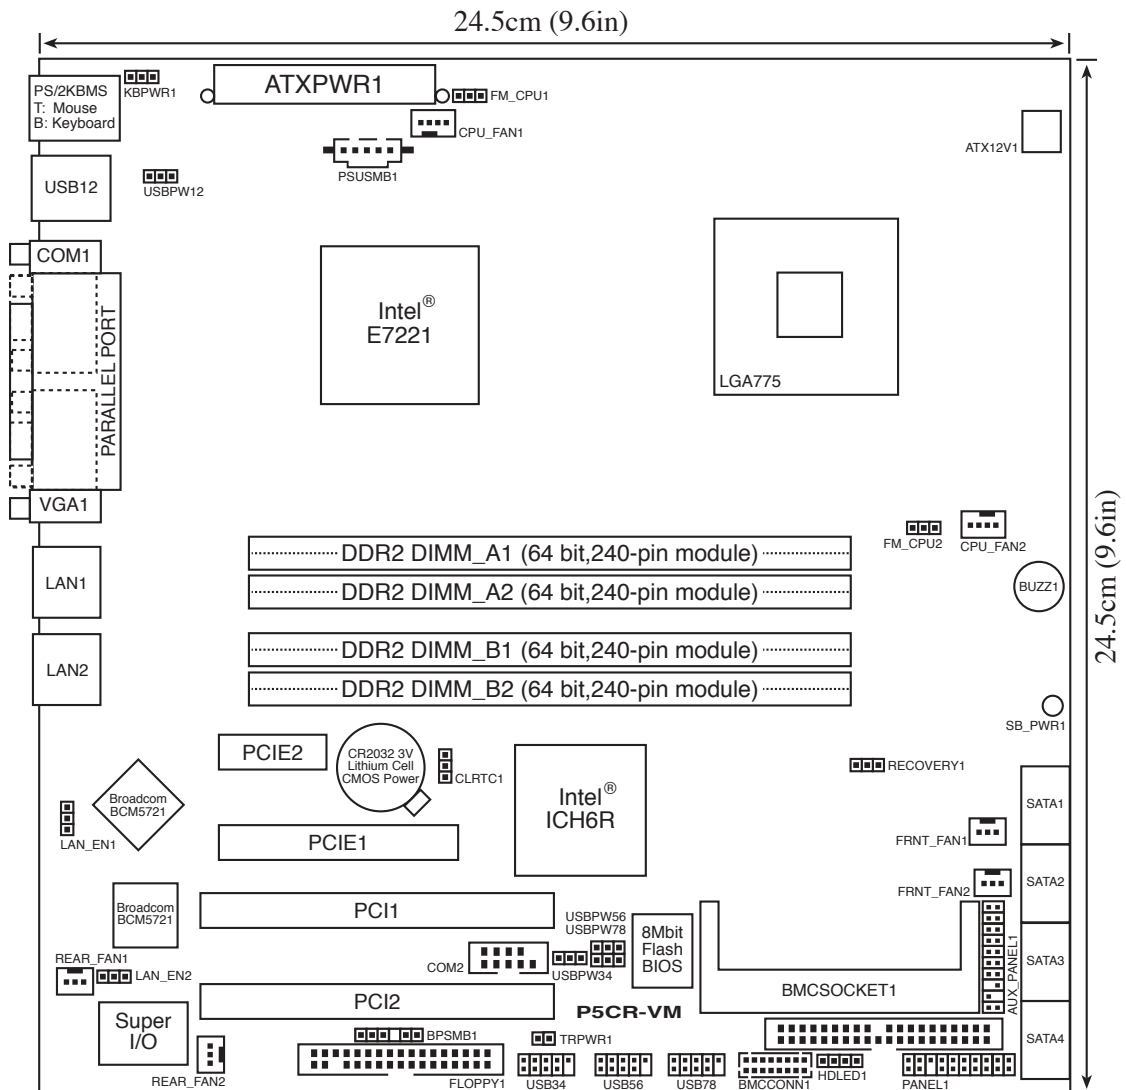 24.5cm (9.6in)
PS/2KBMS
T: Mouse
B: Keyboard
KBPWR1
ATXPWR1
FM_CPU1
CPU_FAN1
PSUSMB1
ATX12V1
USB12
USBPW12
COM1
PARALLEL PORT
VGA1
Intel®
E7221
LGA775
24.5cm (9.6in)
FM_CPU2
CPU_FAN2
DDR2 DIMM_A1 (64 bit,240-pin module)
DDR2 DIMM_A2 (64 bit,240-pin module)
DDR2 DIMM_B1 (64 bit,240-pin module)
DDR2 DIMM_B2 (64 bit,240-pin module)
LAN1
LAN2
BUZZ1
SB_PWR1
PCIE2
CR2032 3V
Lithium Cell
CMOS Power
CLRTC1
Intel®
ICH6R
RECOVERY1
Broadcom
BCM5721
LAN_EN1
PCIE1
SATA1
FRNT_FAN1
SATA2
FRNT_FAN2
Broadcom
BCM5721
PCI1
USBPW56
USBPW78
8Mbit
Flash
BIOS
REAR_FAN1
LAN_EN2
COM2
USBPW34
BMCSOCKET1
AUX_PANEL1
SATA3
PCI2
P5CR-VM
Super
I/O
BPSMB1
TRPWR1
SATA4
REAR_FAN2
FLOPPY1
USB34
USB56
USB78
BMCCONN1
HDLED1
PANEL1